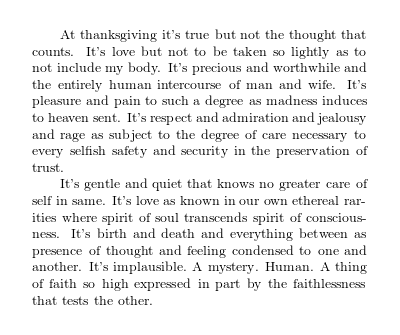 At thanksgiving it's true but not the thought that
counts. It's love but not to be taken so lightly as to
not include my body. It's precious and worthwhile and
the entirely human intercourse of man and wife. It's
pleasure and pain to such a degree as madness induces
to heaven sent. It's respect and admiration and jealousy
and rage as subject to the degree of care necessary to
every selfish safety and security in the preservation of
trust.
It's gentle and quiet that knows no greater care of
self in same. It's love as known in our own ethereal rar-
ities where spirit of soul transcends spirit of conscious-
ness. It's birth and death and everything between as
presence of thought and feeling condensed to one and
another. It's implausible. A mystery. Human. A thing
of faith so high expressed in part by the faithlessness
that tests the other.